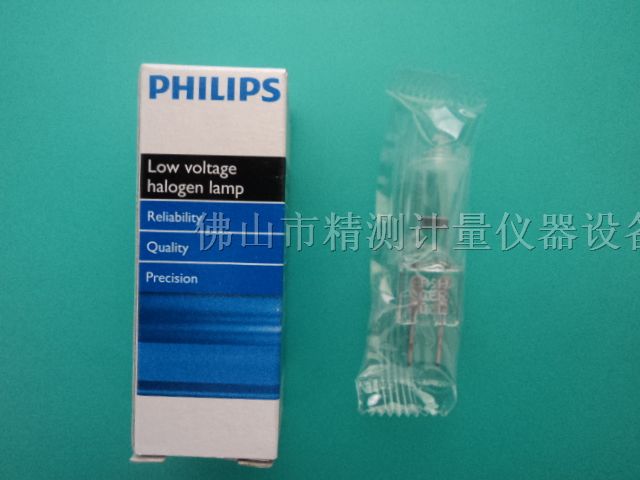 PHILIPS
Low voltage
halogen lamp
Reliability
Quality
Precision
佛山市精测计量仪器设备